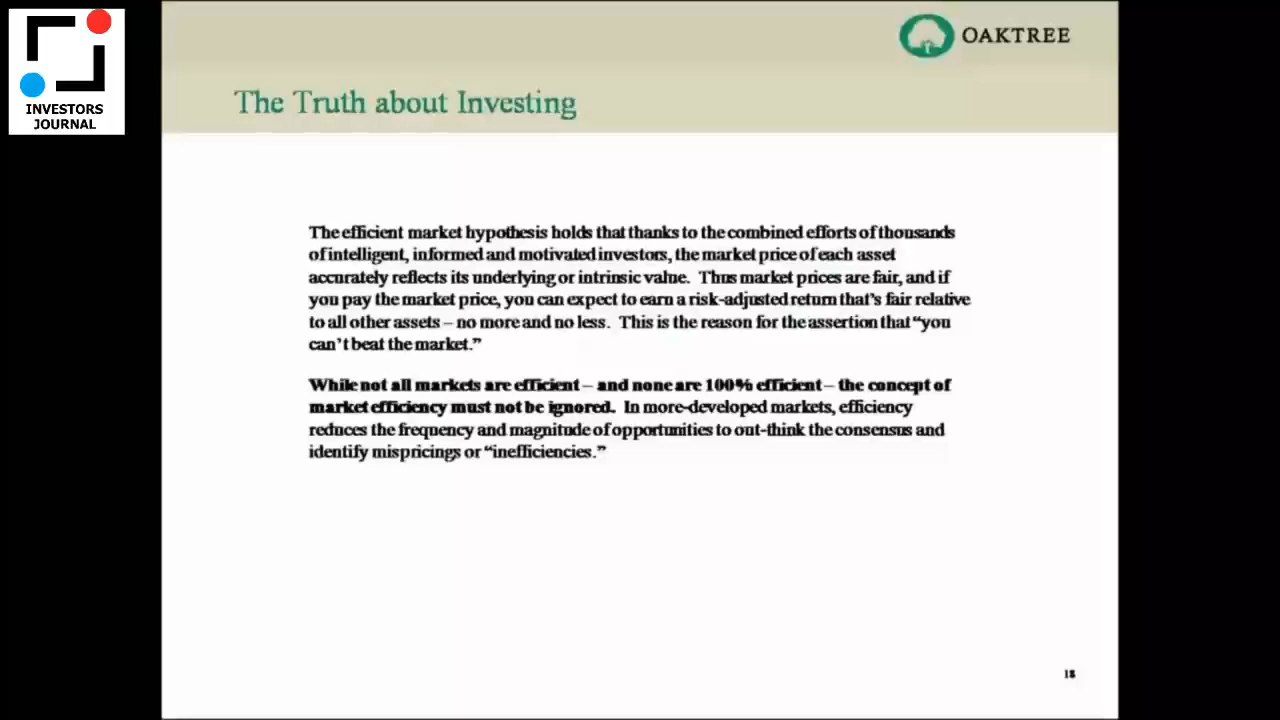 INVESTORS
JOURNAL
OAKTREE
The Truth about Investing
The efficient market hypothesis holds that thanks to the combined efforts of thousands
of intelligent, informed and motivated investors, the market price of each asset
accurately reflects its underlying or intrinsic value.  Thus market prices are fair, and if
you pay the market price, you can expect to earn a risk-adjusted return that's fair relative
to all other assets – no more and no less.  This is the reason for the assertion that “you
can't beat the market.”
While not all markets are efficient – and none are 100% efficient – the concept of
market efficiency must not be ignored.  In more-developed markets, efficiency
reduces the frequency and magnitude of opportunities to out-think the consensus and
identify mispricings or “inefficiencies.”
18